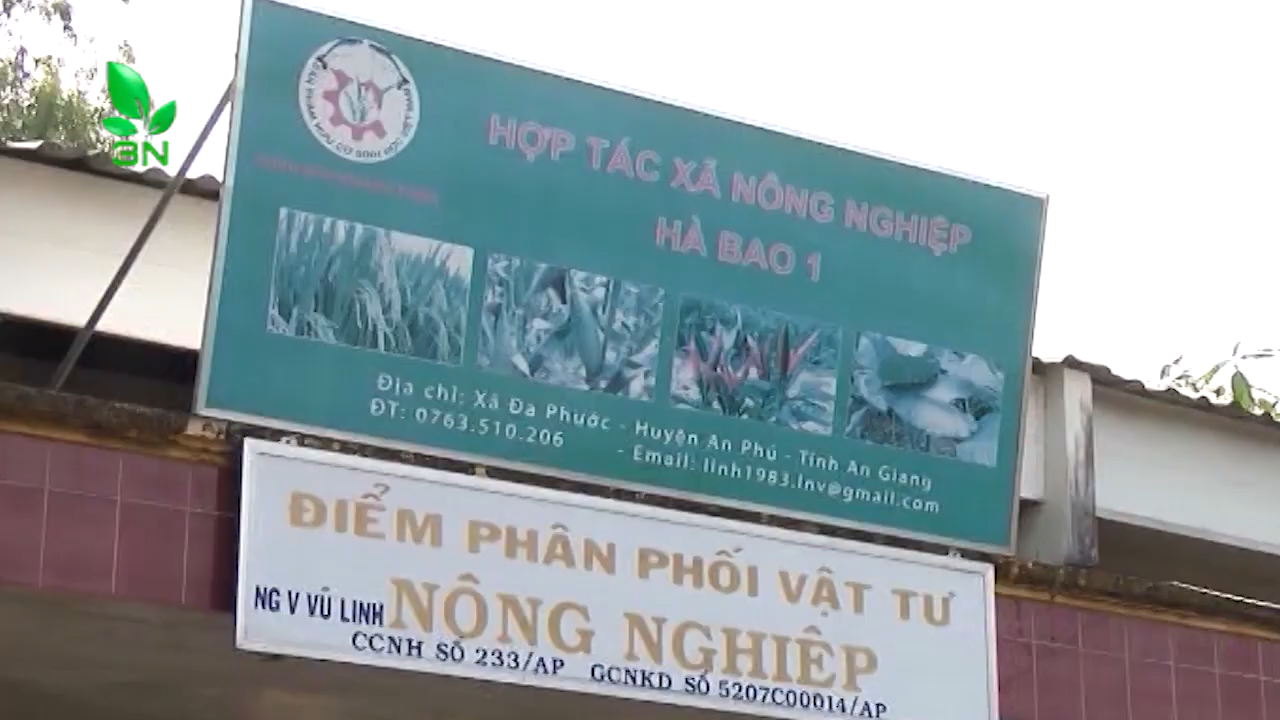 3N
HỢP TÁC XÃ NÔNG NGHIỆP
HÀ BAO 1
Địa chỉ: Xã Đa Phước - Huyện An Phú - Tỉnh An Giang
ĐT: 0763.510.206 - Email: linh1983.lnv@gmail.com
ĐIỂM PHÂN PHỐI VẬT TƯ
NG V VŨ LINH NÔNG NGHIỆP
CCNH SỐ 233/AP GCNKD SỐ 5207C00014/AP